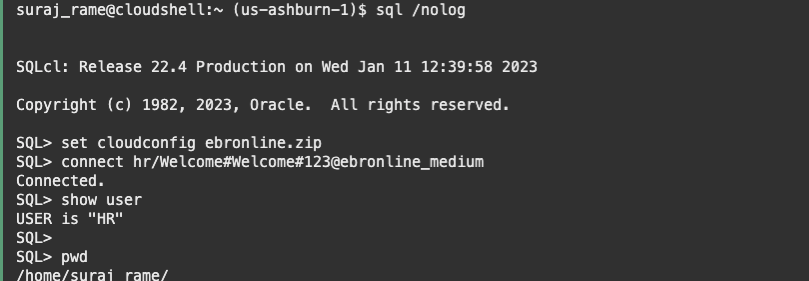 suraj_rame@cloudshell:~ (us-ashburn-1)$ sql /nolog
SQLcl: Release 22.4 Production on Wed Jan 11 12:39:58 2023
Copyright (c) 1982, 2023, Oracle.  All rights reserved.
SQL> set cloudconfig ebronline.zip
SQL> connect hr/Welcome#Welcome#123@ebronline_medium
Connected.
SQL> show user
USER is "HR"
SQL>
SQL> pwd
/home/suraj_rame/